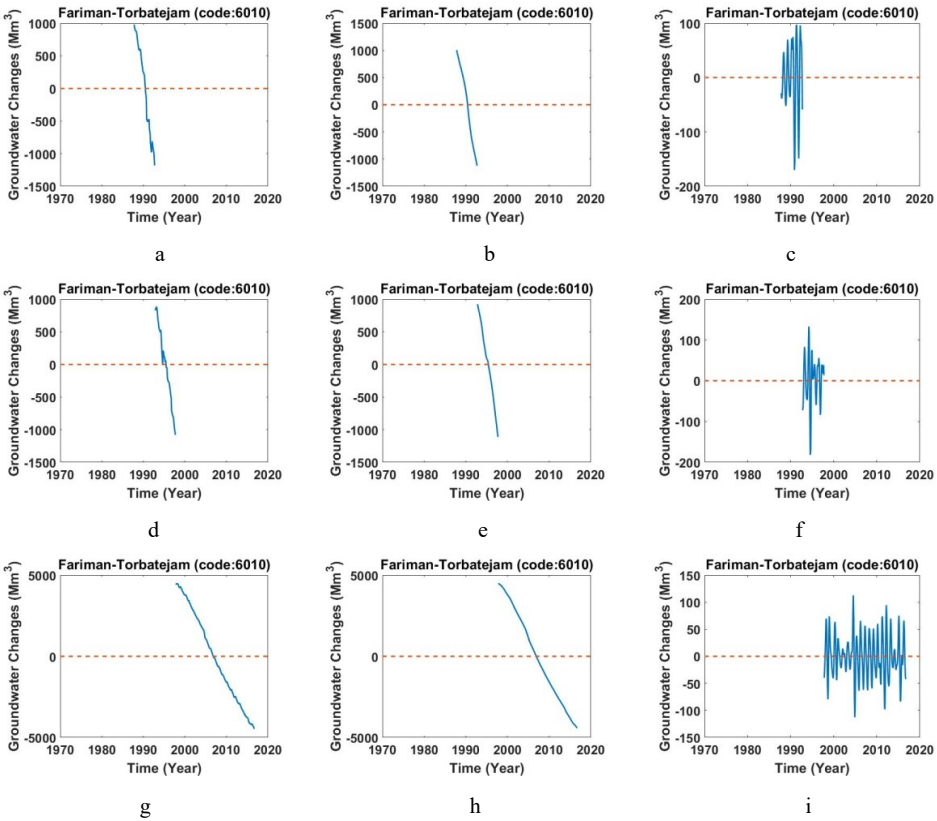 Fariman-Torbatejam (code:6010) Fariman-Torbatejam (code:6010) Fariman-Torbatejam (code:6010)
Groundwater Changes (Mm³) Groundwater Changes (Mm³) Groundwater Changes (Mm³)
1000 1500 100
500 1000
0 500 0
-500 0
-1000 -500 -100
-1500 -1000 -200
-1500
1970 1980 1990 2000 2010 2020 1970 1980 1990 2000 2010 2020 1970 1980 1990 2000 2010 2020
Time (Year) Time (Year) Time (Year)
a b c
Fariman-Torbatejam (code:6010) Fariman-Torbatejam (code:6010) Fariman-Torbatejam (code:6010)
Groundwater Changes (Mm³) Groundwater Changes (Mm³) Groundwater Changes (Mm³)
1000 1000 200
500 500 100
0 0 0
-500 -500 -100
-1000 -1000 -200
-1500 -1500
1970 1980 1990 2000 2010 2020 1970 1980 1990 2000 2010 2020 1970 1980 1990 2000 2010 2020
Time (Year) Time (Year) Time (Year)
d e f
Fariman-Torbatejam (code:6010) Fariman-Torbatejam (code:6010) Fariman-Torbatejam (code:6010)
Groundwater Changes (Mm³) Groundwater Changes (Mm³) Groundwater Changes (Mm³)
5000 5000 150
100
50
0 0 0
-50
-100
-5000 -5000 -150
1970 1980 1990 2000 2010 2020 1970 1980 1990 2000 2010 2020 1970 1980 1990 2000 2010 2020
Time (Year) Time (Year) Time (Year)
g h i